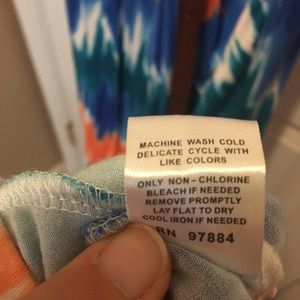 MACHINE WASH COLD
DELICATE CYCLE WITH
LIKE COLORS
ONLY NON-CHLORINE
BLEACH IF NEEDED
REMOVE PROMPTLY
LAY FLAT TO DRY
COOL IRON IF NEEDED
RN 97884